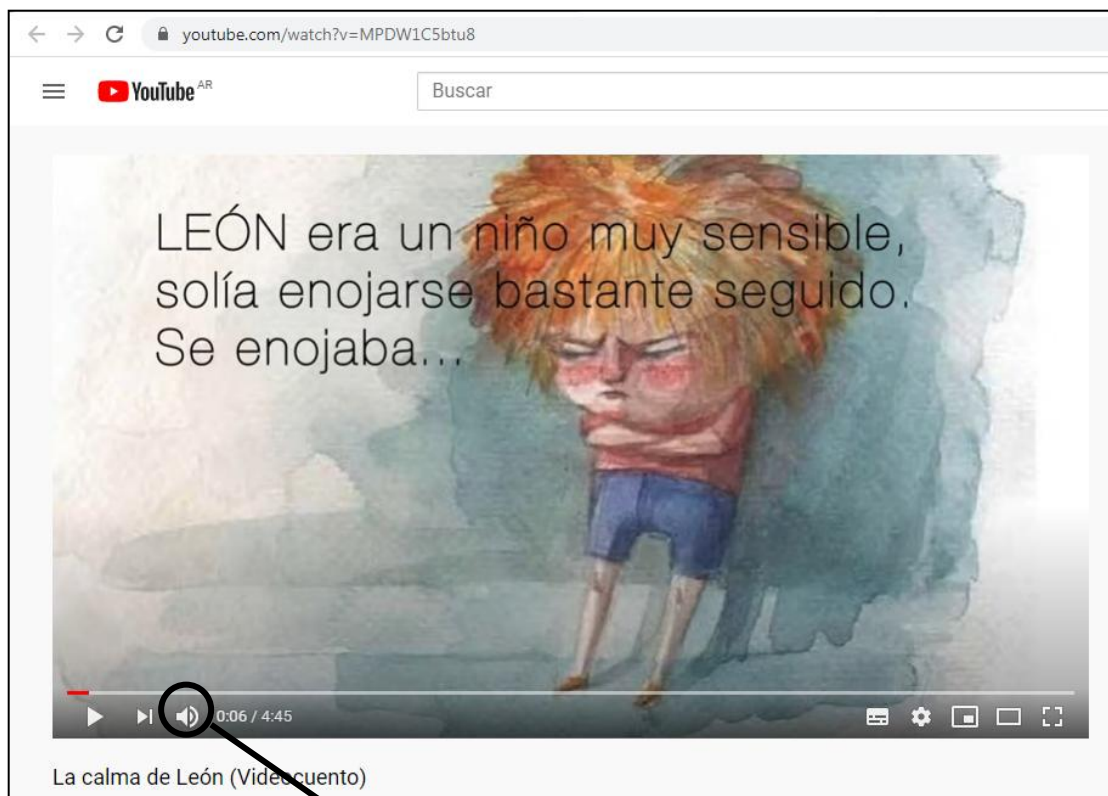 youtube.com/watch?v=MPDW1C5btu8
YouTube AR
Buscar
LEÓN era un niño muy sensible,
solía enojarse bastante seguido.
Se enojaba...
0:06 / 4:45
La calma de León (Videocuento)